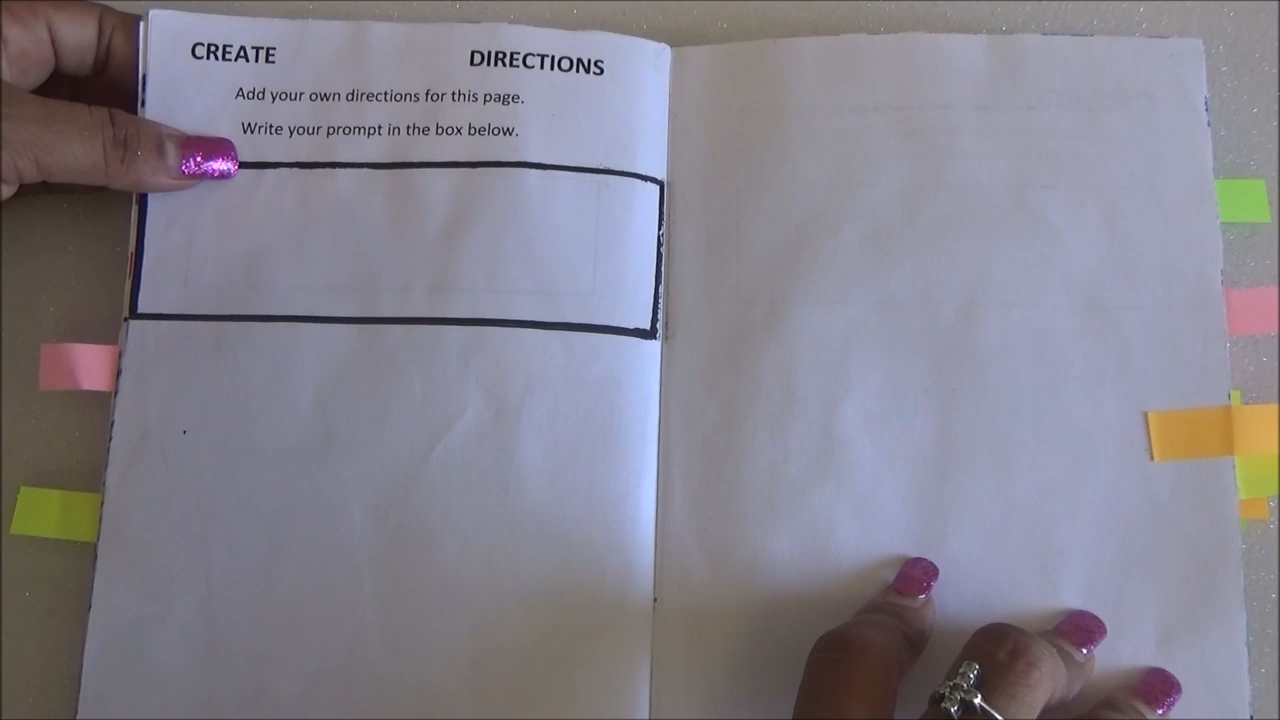 CREATE DIRECTIONS
Add your own directions for this page.
Write your prompt in the box below.